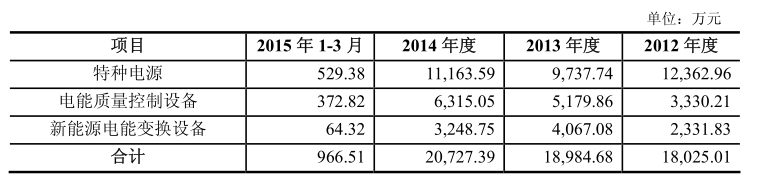 单位：万元
项目 2015 年 1-3 月 2014 年度 2013 年度 2012 年度
特种电源 529.38 11,163.59 9,737.74 12,362.96
电能质量控制设备 372.82 6,315.05 5,179.86 3,330.21
新能源电能变换设备 64.32 3,248.75 4,067.08 2,331.83
合计 966.51 20,727.39 18,984.68 18,025.01